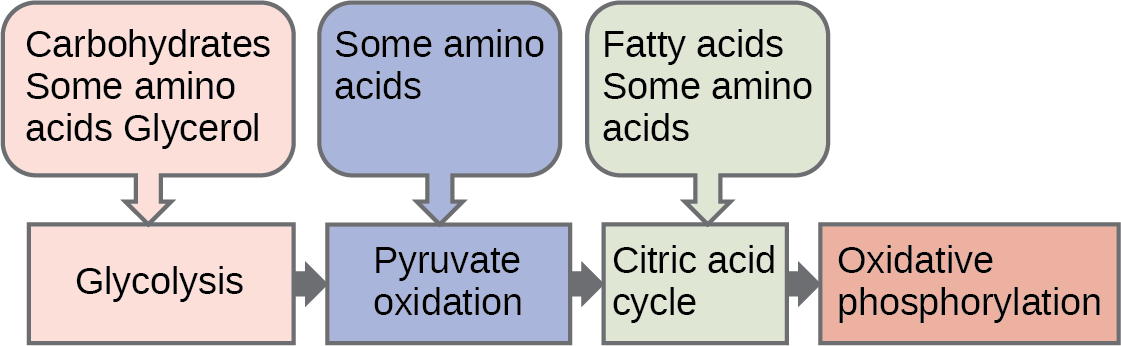 Carbohydrates
Some amino
acids Glycerol
Some amino
acids
Fatty acids
Some amino
acids
Glycolysis
Pyruvate
oxidation
Citric acid
cycle
Oxidative
phosphorylation